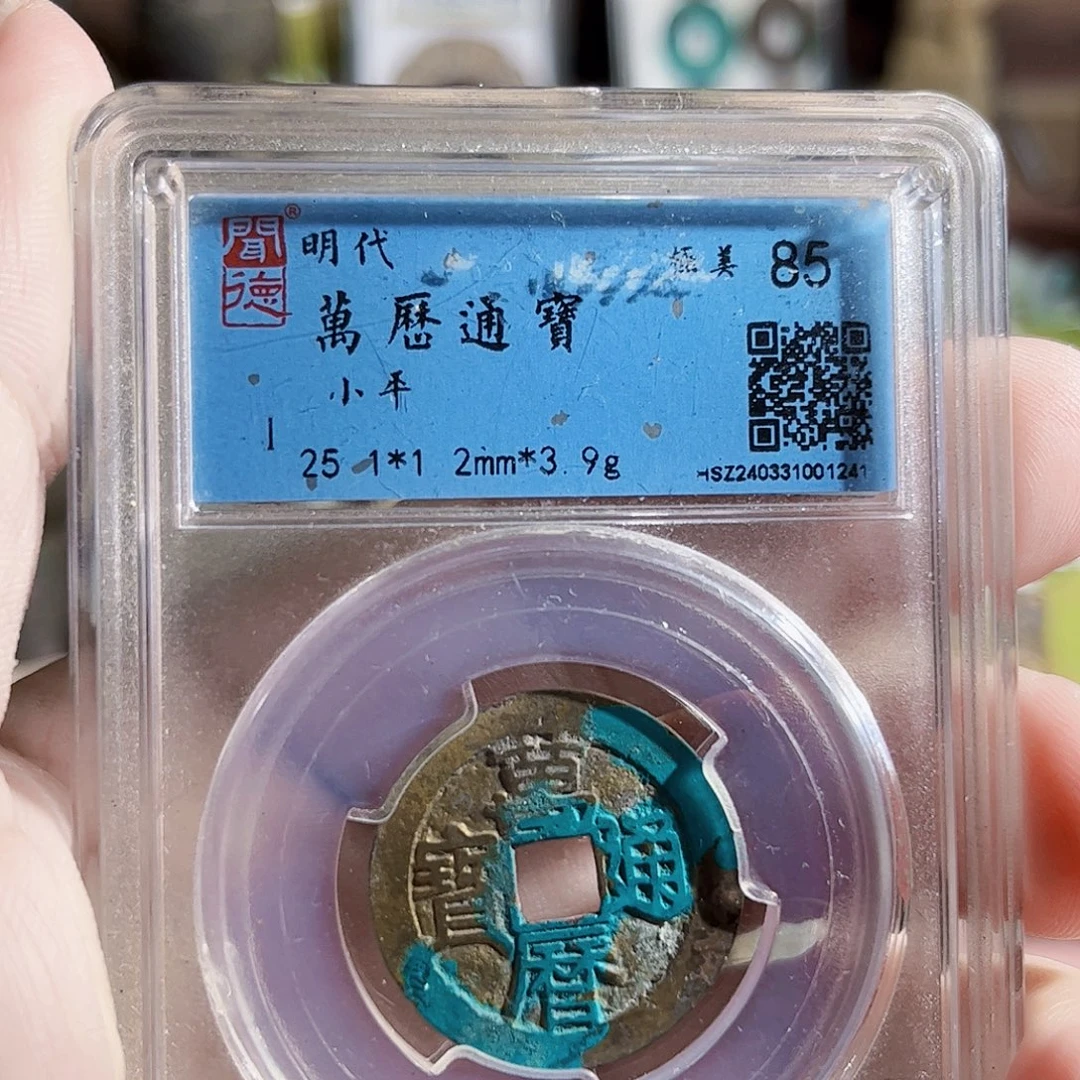 聞德®
明代
極美 85
萬曆通寶
小平
25.1*1.2mm*3.9g
HSZ240331001241
萬曆通寶